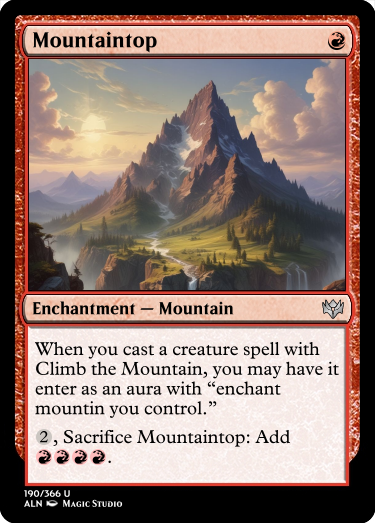 Mountaintop
Enchantment — Mountain
When you cast a creature spell with
Climb the Mountain, you may have it
enter as an aura with “enchant
mountin you control.”
2, Sacrifice Mountaintop: Add
.
190/366 U
ALN Magic Studio